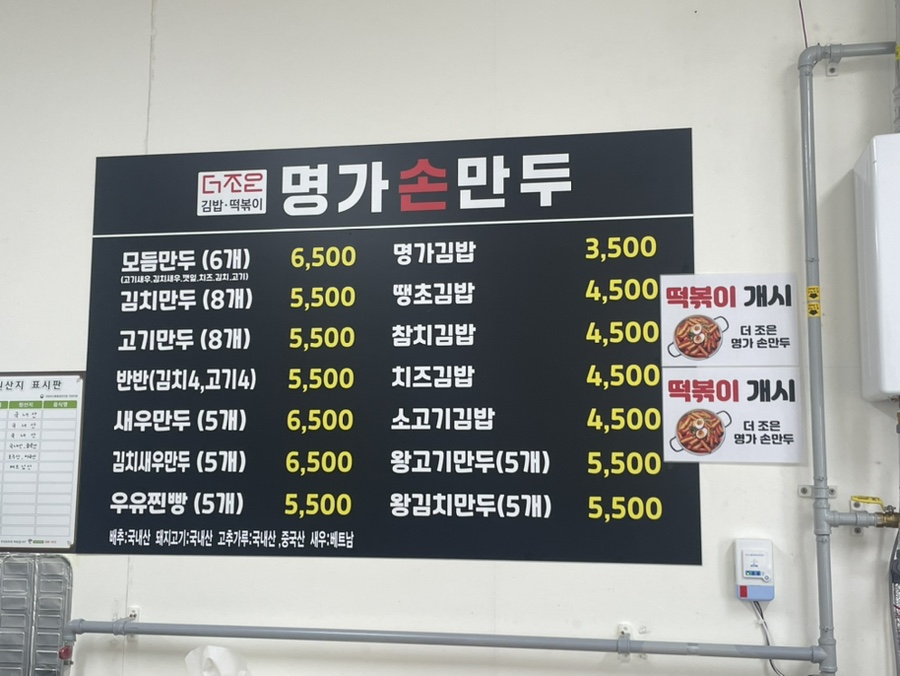 더조은
김밥·떡볶이
명가손만두
모듬만두 (6개) 6,500
(고기새우,김치새우,깻잎,치즈,김치,고기)
김치만두 (8개) 5,500
고기만두 (8개) 5,500
반반(김치4,고기4) 5,500
새우만두 (5개) 6,500
김치새우만두 (5개) 6,500
우유찐빵 (5개) 5,500
명가김밥 3,500
땡초김밥 4,500
참치김밥 4,500
치즈김밥 4,500
소고기김밥 4,500
왕고기만두(5개) 5,500
왕김치만두(5개) 5,500
배추:국내산 돼지고기:국내산 고추가루:국내산 ,중국산 새우:베트남
떡볶이 개시
더 조은
명가 손만두
떡볶이 개시
더 조은
명가 손만두
원산지 표시판
국내산
국내산
국내산